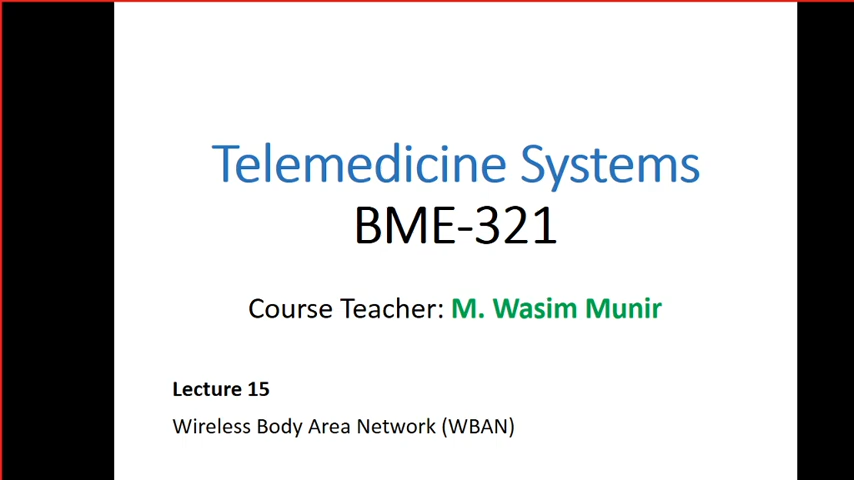 Telemedicine Systems
BME-321
Course Teacher: M. Wasim Munir
Lecture 15
Wireless Body Area Network (WBAN)